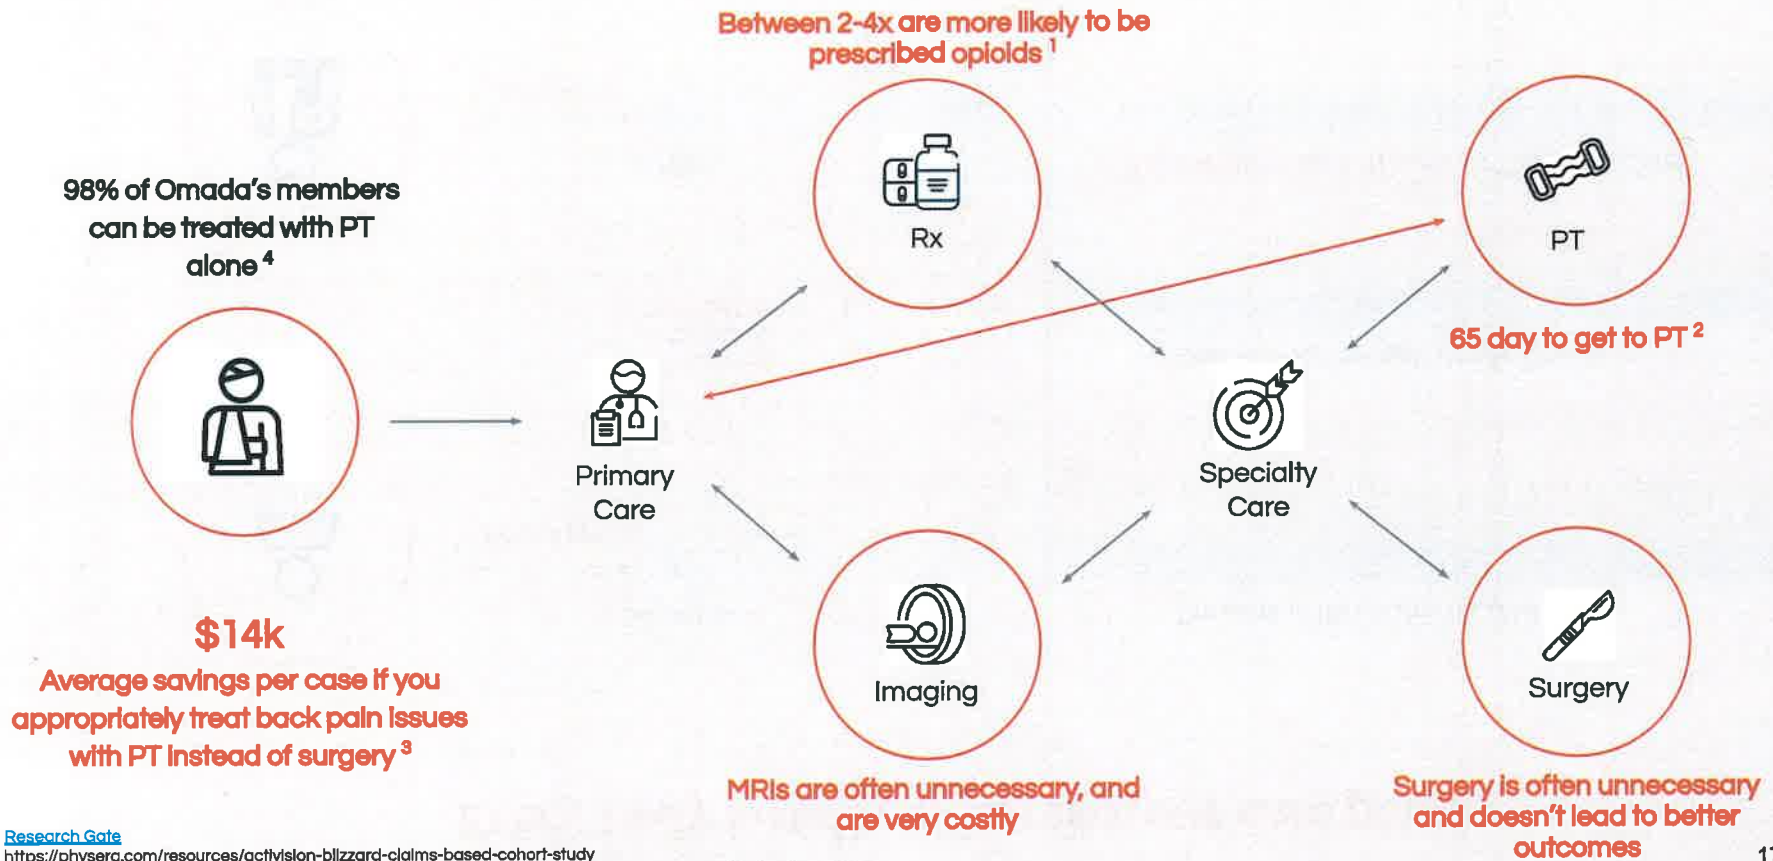 Between 2-4x are more likely to be
prescribed opioids 1
98% of Omada's members
can be treated with PT
alone 4
Rx
PT
65 day to get to PT 2
Primary
Care
Specialty
Care
$14k
Average savings per case if you
appropriately treat back pain issues
with PT instead of surgery 3
Imaging
Surgery
MRIs are often unnecessary, and
are very costly
Surgery is often unnecessary
and doesn't lead to better
outcomes
Research Gate
https://physera.com/resources/activision-blizzard-claims-based-cohort-study